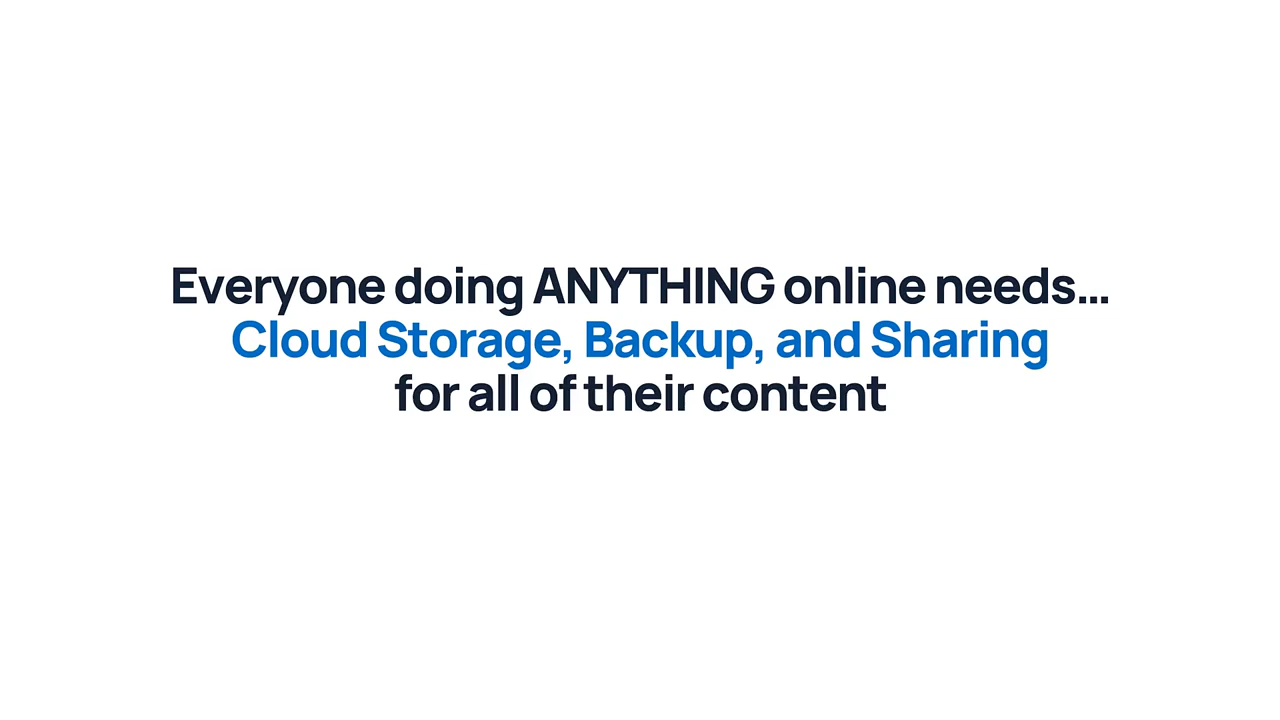 Everyone doing ANYTHING online needs...
Cloud Storage, Backup, and Sharing
for all of their content